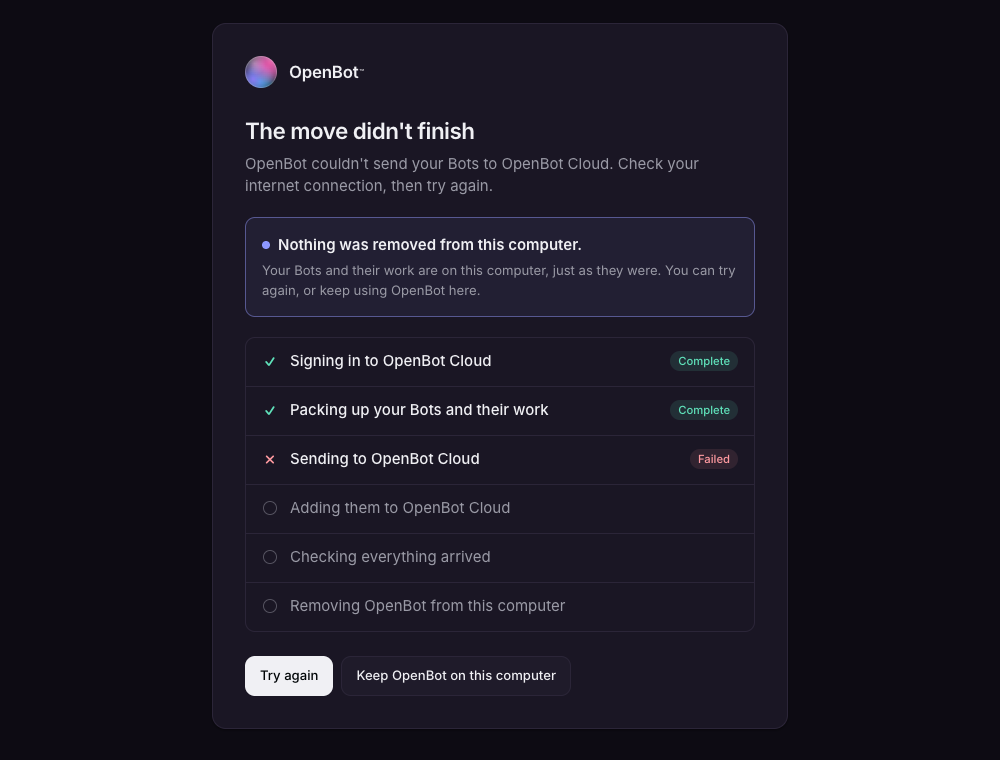 OpenBot™
The move didn't finish
OpenBot couldn't send your Bots to OpenBot Cloud. Check your
internet connection, then try again.
Nothing was removed from this computer.
Your Bots and their work are on this computer, just as they were. You can try
again, or keep using OpenBot here.
Signing in to OpenBot Cloud Complete
Packing up your Bots and their work Complete
Sending to OpenBot Cloud Failed
Adding them to OpenBot Cloud
Checking everything arrived
Removing OpenBot from this computer
Try again Keep OpenBot on this computer